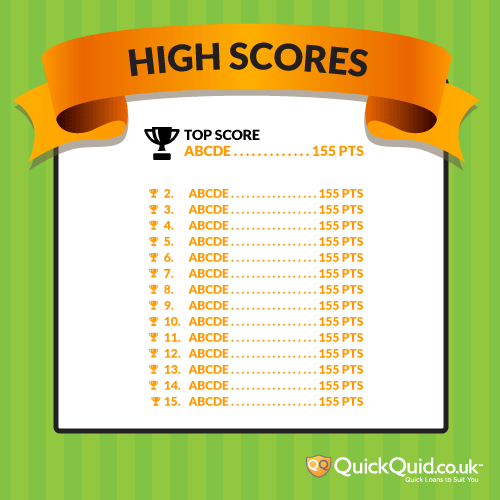 HIGH SCORES
TOP SCORE
ABCDE.............155 PTS
2. ABCDE.................155 PTS
3. ABCDE.................155 PTS
4. ABCDE.................155 PTS
5. ABCDE.................155 PTS
6. ABCDE.................155 PTS
7. ABCDE.................155 PTS
8. ABCDE.................155 PTS
9. ABCDE.................155 PTS
10. ABCDE.................155 PTS
11. ABCDE.................155 PTS
12. ABCDE.................155 PTS
13. ABCDE.................155 PTS
14. ABCDE.................155 PTS
15. ABCDE.................155 PTS
QQ QuickQuid.co.uk™
Quick Loans to Suit You